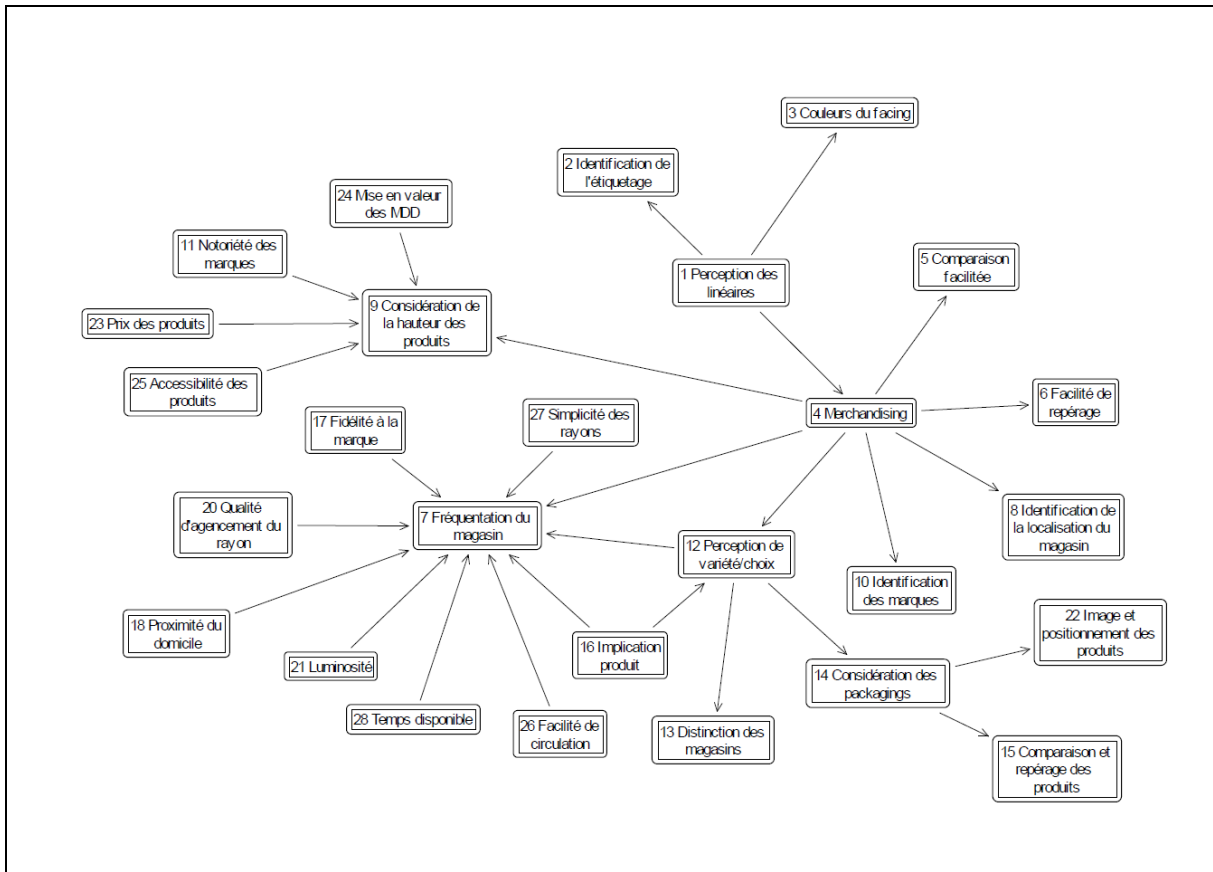 3 Couleurs du facing
2 Identification de
l'étiquetage
24 Mise en valeur
des MDD
11 Notoriété des
marques
1 Perception des
linéaires
5 Comparaison
facilitée
9 Considération de
la hauteur des
produits
23 Prix des produits
25 Accessibilité des
produits
6 Facilité de
repérage
4 Merchandising
17 Fidélité à la
marque
27 Simplicité des
rayons
20 Qualité
d'agencement du
rayon
7 Fréquentation du
magasin
8 Identification de
la localisation du
magasin
12 Perception de
variété/choix
10 Identification
des marques
18 Proximité du
domicile
21 Luminosité
16 Implication
produit
22 Image et
positionnement des
produits
14 Considération des
packagings
28 Temps disponible
26 Facilité de
circulation
13 Distinction des
magasins
15 Comparaison et
repérage des
produits